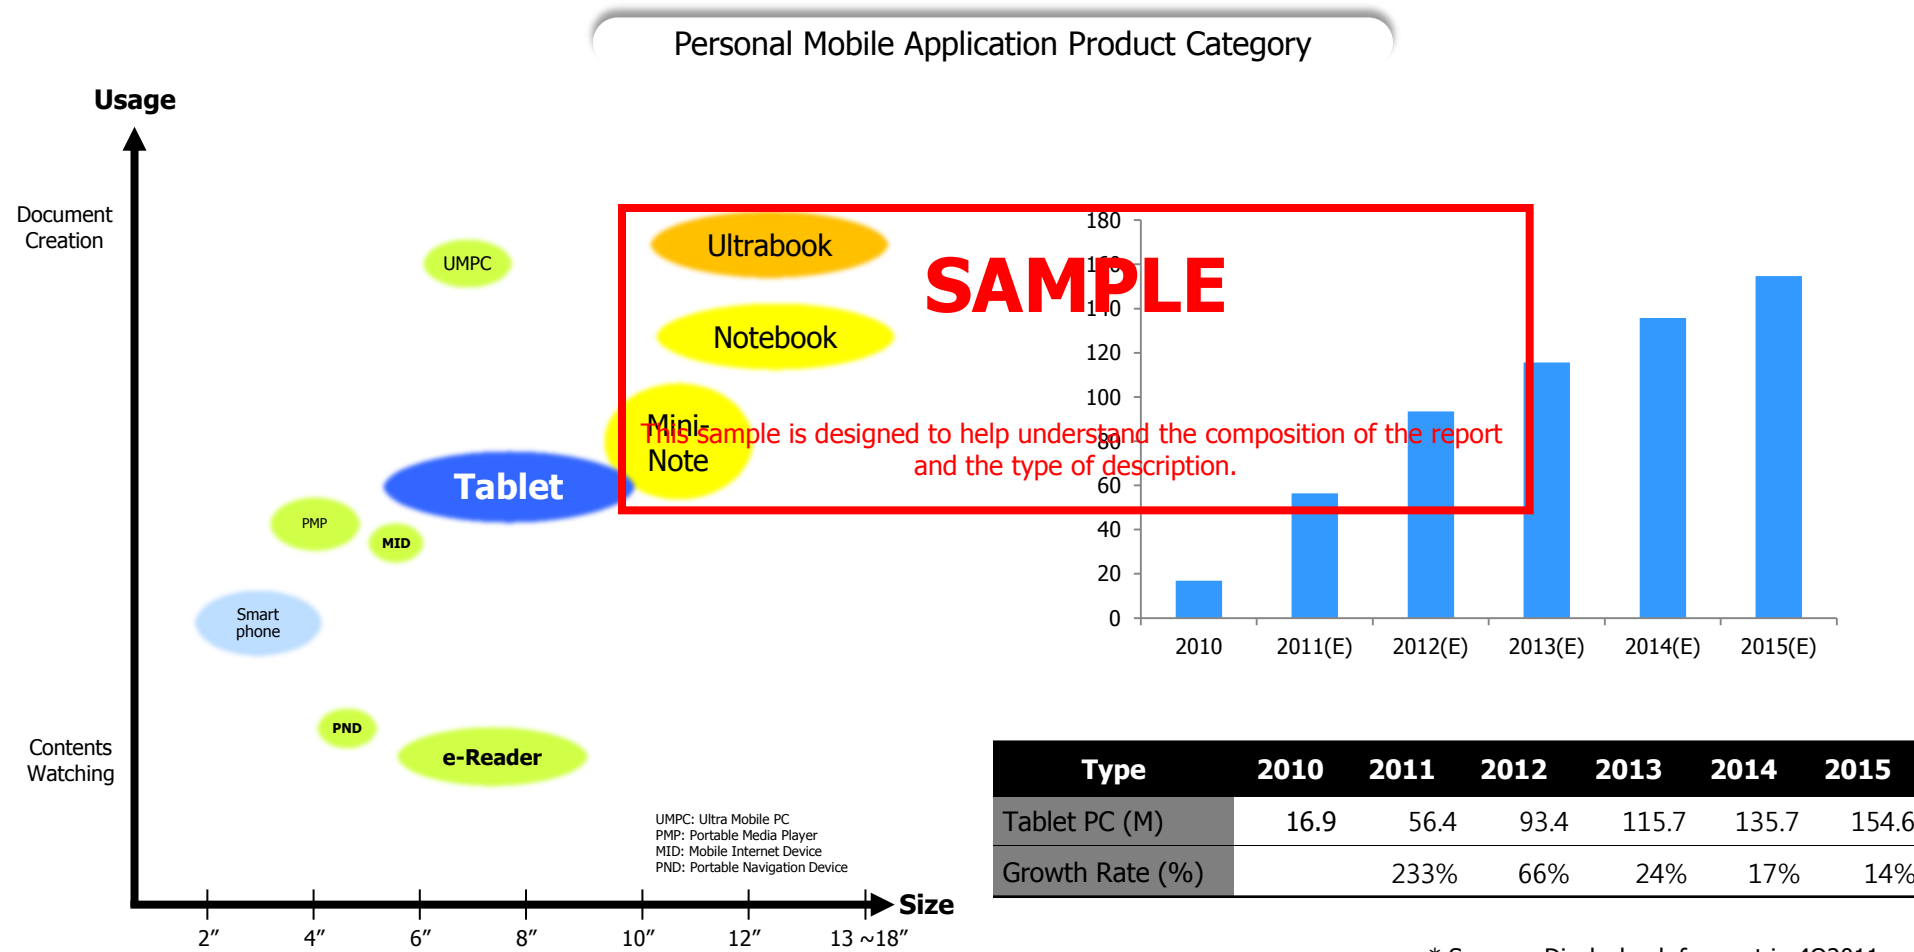 Personal Mobile Application Product Category
Usage
Document
Creation
UMPC
Ultrabook
Notebook
Mini-
Note
Tablet
PMP
MID
Smart
phone
PND
e-Reader
Contents
Watching
UMPC: Ultra Mobile PC
PMP: Portable Media Player
MID: Mobile Internet Device
PND: Portable Navigation Device
Size
2″ 4″ 6″ 8″ 10″ 12″ 13 ~18″
SAMPLE
This sample is designed to help understand the composition of the report
and the type of description.
180
160
140
120
100
80
60
40
20
0
2010 2011(E) 2012(E) 2013(E) 2014(E) 2015(E)
Type 2010 2011 2012 2013 2014 2015
Tablet PC (M) 16.9 56.4 93.4 115.7 135.7 154.6
Growth Rate (%) 233% 66% 24% 17% 14%